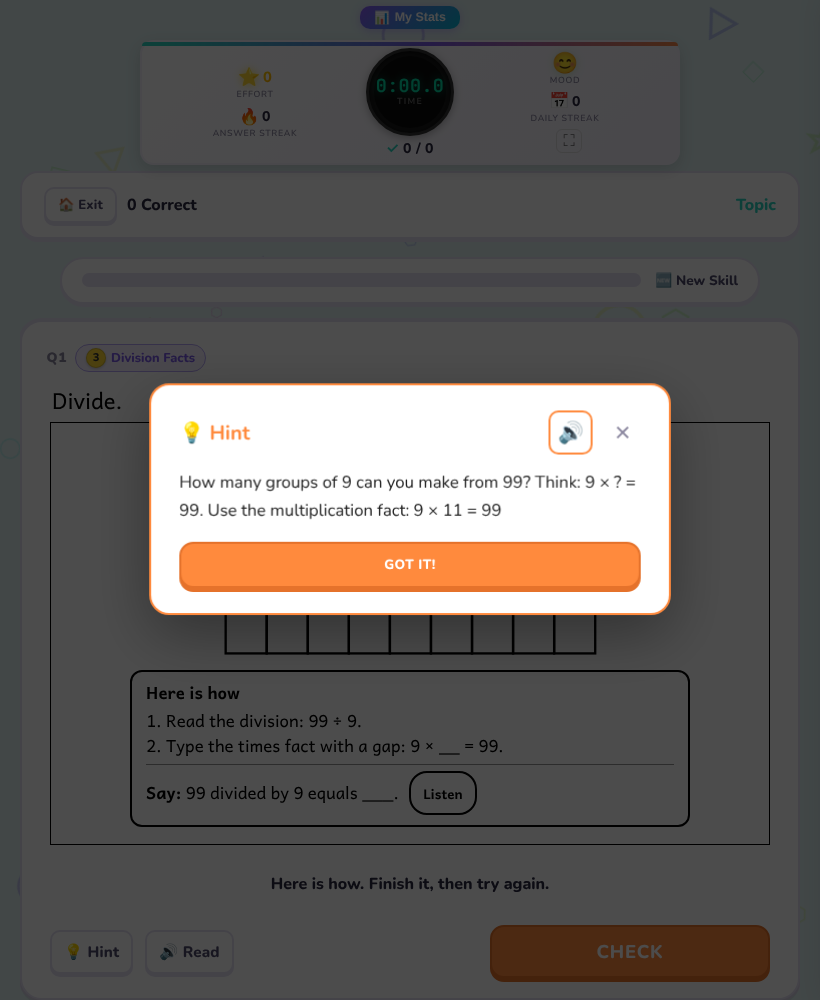 📊 My Stats
⭐ 0
EFFORT
🔥 0
ANSWER STREAK
0:00.0
TIME
✓ 0 / 0
😊
MOOD
📅 0
DAILY STREAK
🏠 Exit
0 Correct
Topic
🆕 New Skill
Q1
3 Division Facts
Divide.
💡 Hint
How many groups of 9 can you make from 99? Think: 9 × ? =
99. Use the multiplication fact: 9 × 11 = 99
GOT IT!
Here is how
1. Read the division: 99 ÷ 9.
2. Type the times fact with a gap: 9 × __ = 99.
Say: 99 divided by 9 equals ___. Listen
Here is how. Finish it, then try again.
💡 Hint
🔊 Read
CHECK